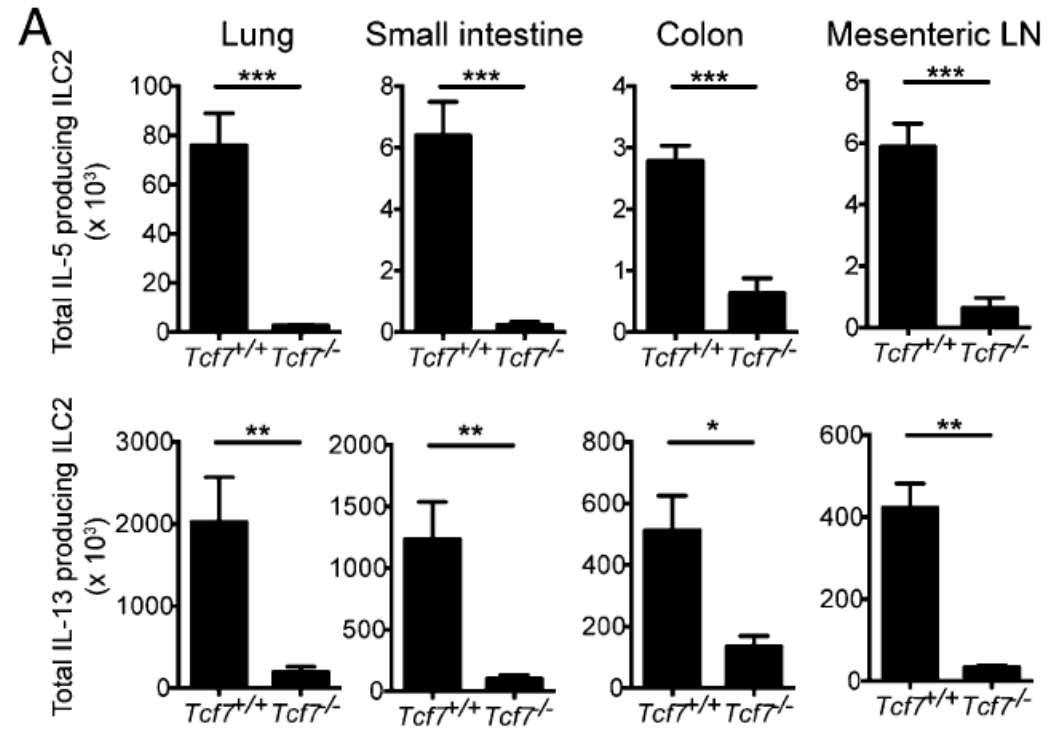 A
Lung Small intestine Colon Mesenteric LN
Total IL-5 producing ILC2
(x 10³)
*** *** *** ***
100 8 4 8
80 6 3 6
60 4 2 4
40 2 1 2
20 0 0 0
0
Tcf7+/+ Tcf7-/- Tcf7+/+ Tcf7-/- Tcf7+/+ Tcf7-/- Tcf7+/+ Tcf7-/-
Total IL-13 producing ILC2
(x 10³)
** ** * **
3000 2000 800 600
2000 1500 600 400
1000 1000 400 200
0 500 200 0
0 0
Tcf7+/+ Tcf7-/- Tcf7+/+ Tcf7-/- Tcf7+/+ Tcf7-/- Tcf7+/+ Tcf7-/-